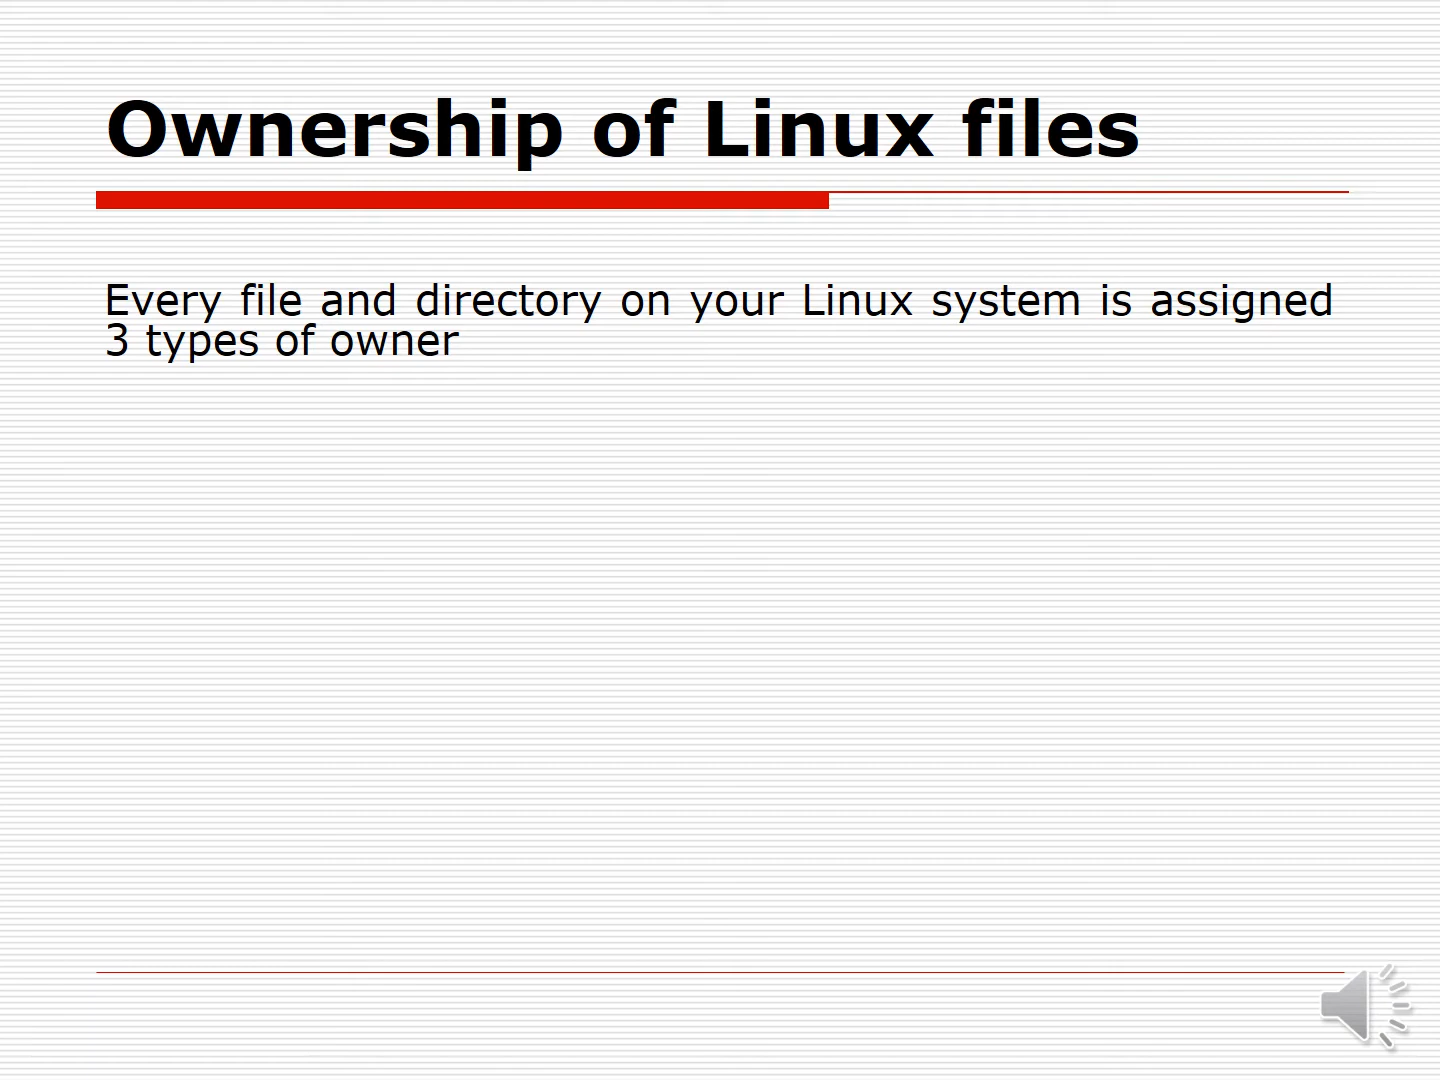 Ownership of Linux files
Every file and directory on your Linux system is assigned
3 types of owner